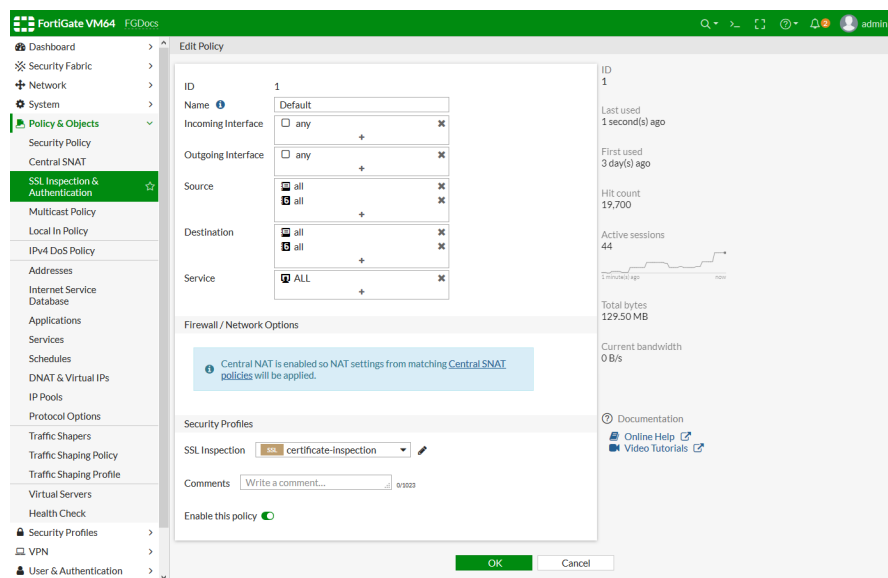 FortiGate VM64 FGDocs
2
admin
Dashboard
Security Fabric
Network
System
Policy & Objects
Security Policy
Central SNAT
SSL Inspection &
Authentication
Multicast Policy
Local In Policy
IPv4 DoS Policy
Addresses
Internet Service
Database
Applications
Services
Schedules
DNAT & Virtual IPs
IP Pools
Protocol Options
Traffic Shapers
Traffic Shaping Policy
Traffic Shaping Profile
Virtual Servers
Health Check
Security Profiles
VPN
User & Authentication
Edit Policy
ID 1
Name Default
Incoming Interface any
+
Outgoing Interface any
+
Source all
6 all
+
Destination all
6 all
+
Service ALL
+
Firewall / Network Options
Central NAT is enabled so NAT settings from matching Central SNAT
policies will be applied.
Security Profiles
SSL Inspection SSL certificate-inspection
Comments Write a comment... 0/1023
Enable this policy
OK Cancel
ID
1
Last used
1 second(s) ago
First used
3 day(s) ago
Hit count
19,700
Active sessions
44
1 minute(s) ago now
Total bytes
129.50 MB
Current bandwidth
0 B/s
Documentation
Online Help
Video Tutorials